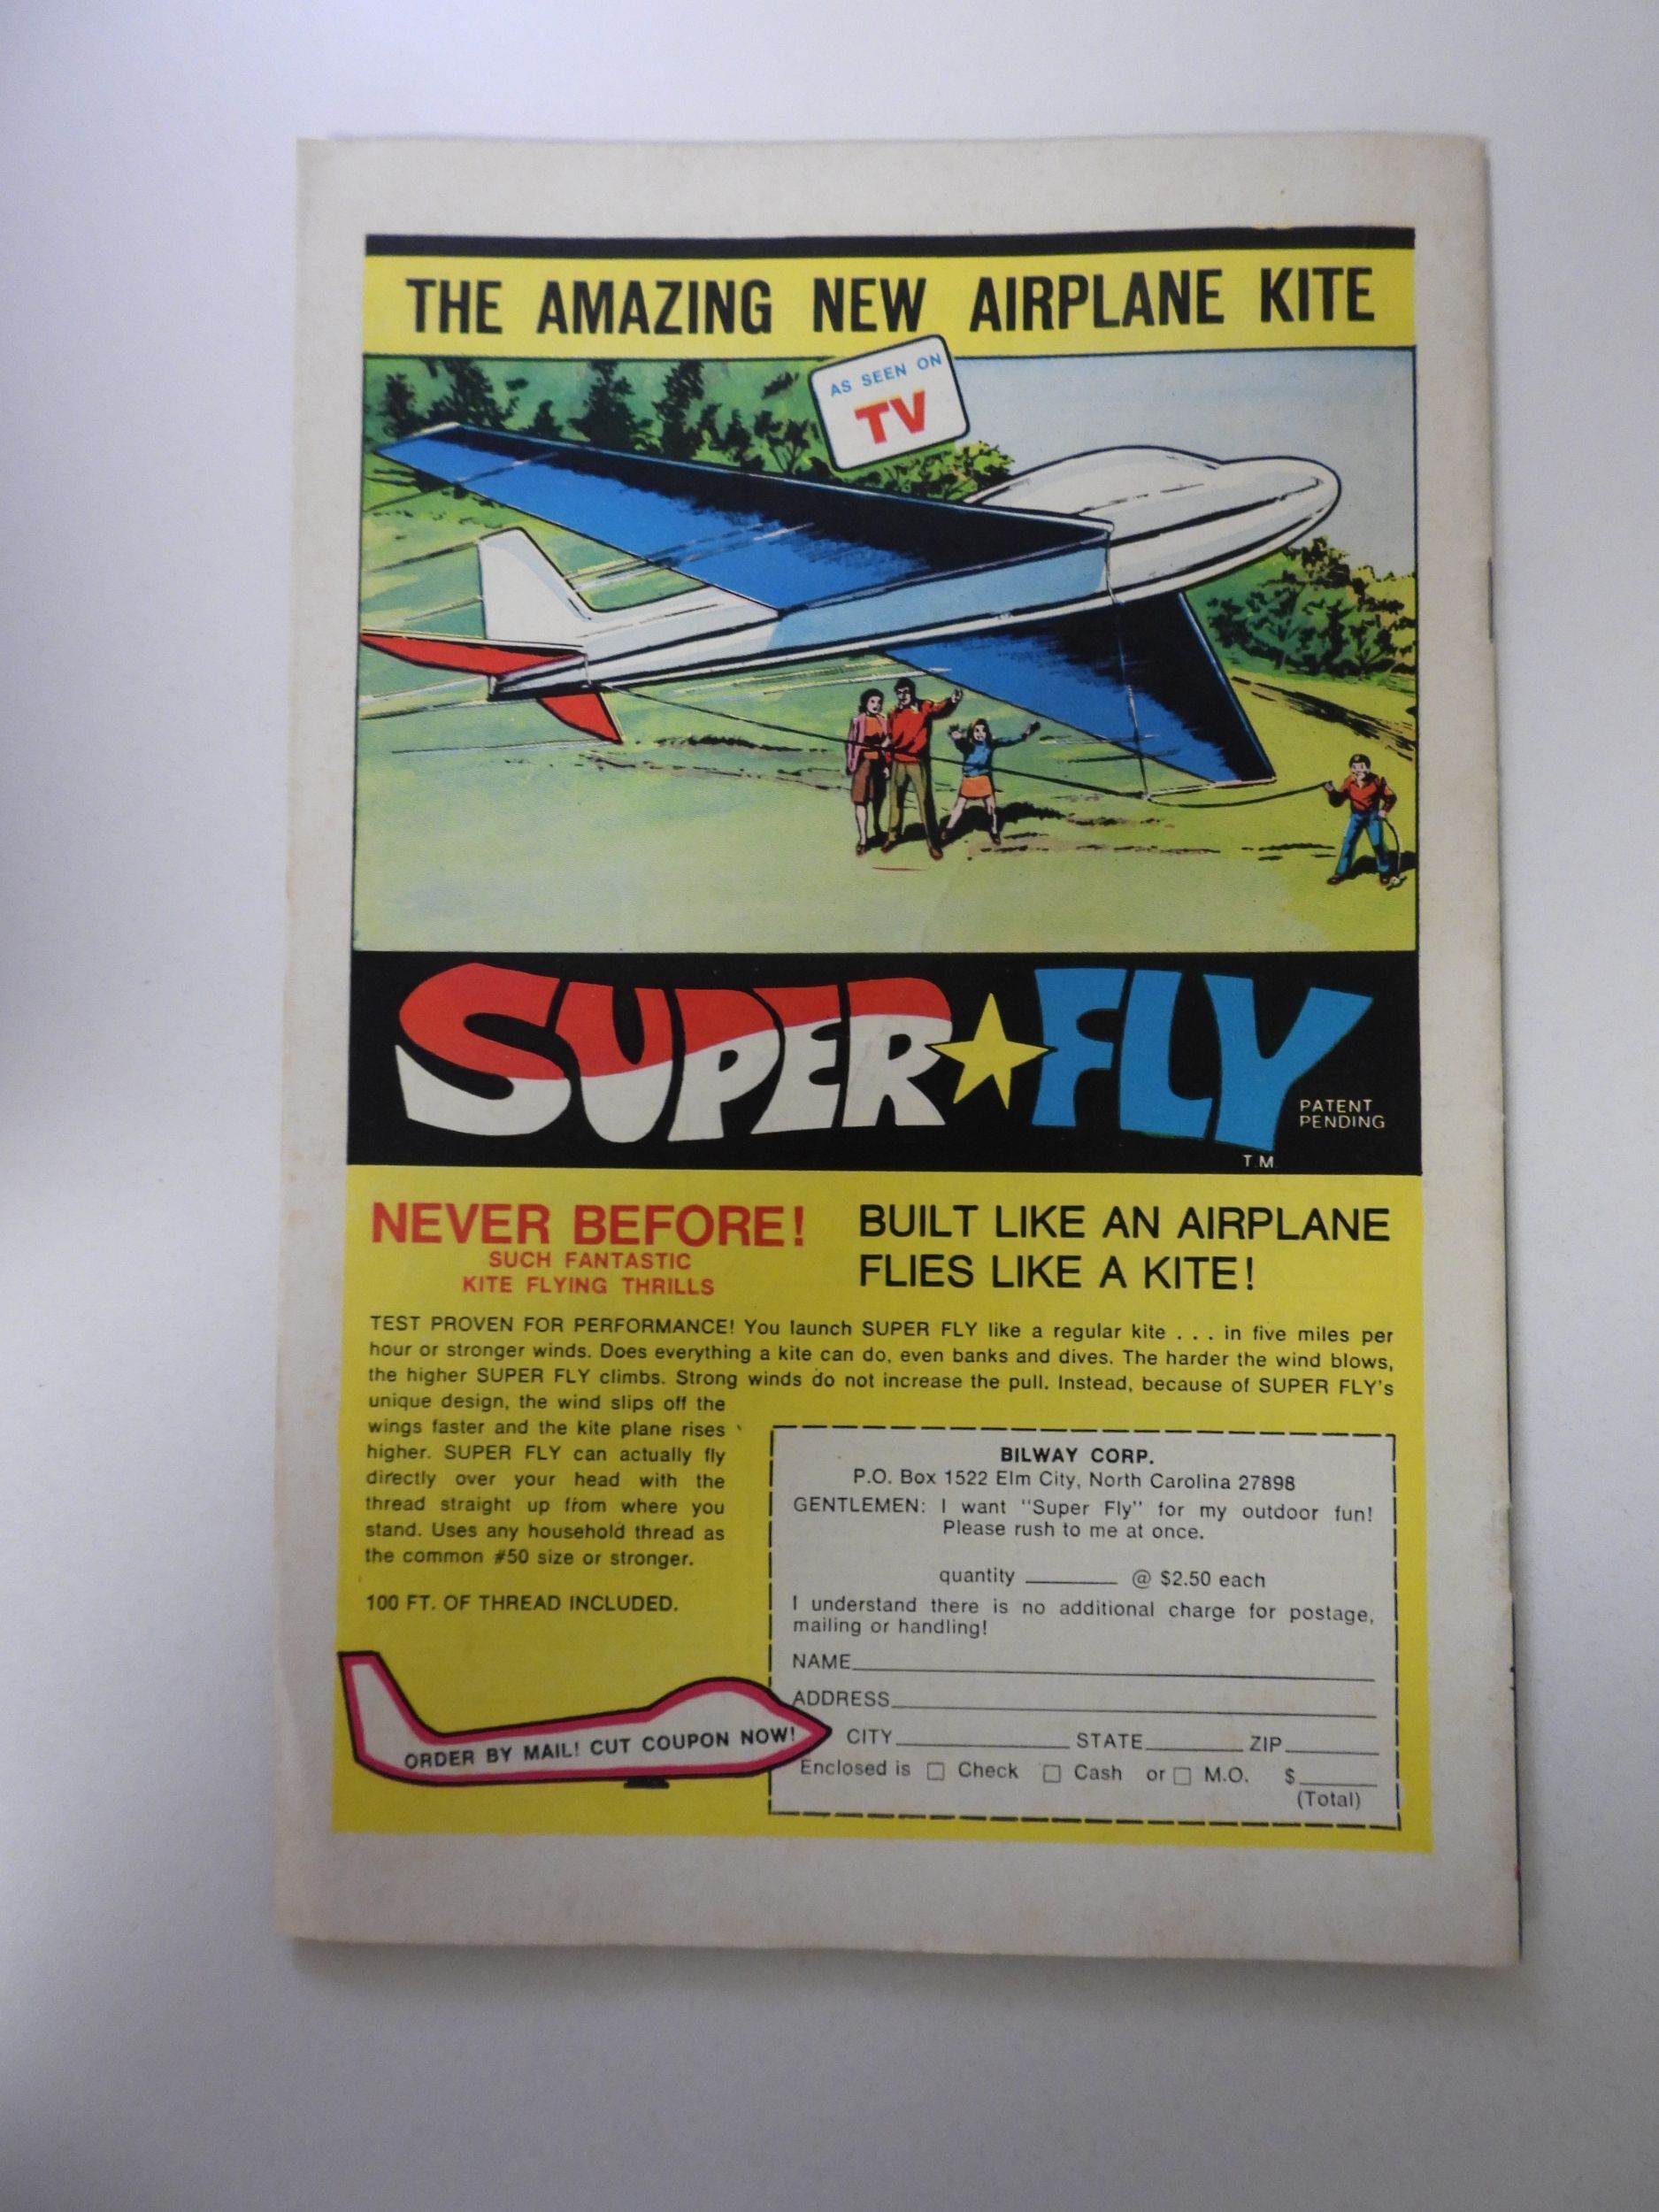 THE AMAZING NEW AIRPLANE KITE
AS SEEN ON
TV
SUPER FLY
PATENT
PENDING
T.M.
NEVER BEFORE!
SUCH FANTASTIC
KITE FLYING THRILLS
BUILT LIKE AN AIRPLANE
FLIES LIKE A KITE!
TEST PROVEN FOR PERFORMANCE! You launch SUPER FLY like a regular kite . . . in five miles per
hour or stronger winds. Does everything a kite can do, even banks and dives. The harder the wind blows,
the higher SUPER FLY climbs. Strong winds do not increase the pull. Instead, because of SUPER FLY'S
unique design, the wind slips off the
wings faster and the kite plane rises
higher. SUPER FLY can actually fly
directly over your head with the
thread straight up from where you
stand. Uses any household thread as
the common #50 size or stronger.
100 FT. OF THREAD INCLUDED.
ORDER BY MAIL! CUT COUPON NOW!
BILWAY CORP.
P.O. Box 1522 Elm City, North Carolina 27898
GENTLEMEN: I want "Super Fly" for my outdoor fun!
Please rush to me at once.
quantity ________ @ $2.50 each
I understand there is no additional charge for postage,
mailing or handling!
NAME
ADDRESS
CITY STATE ZIP
Enclosed is □ Check □ Cash or □ M.O. $
(Total)